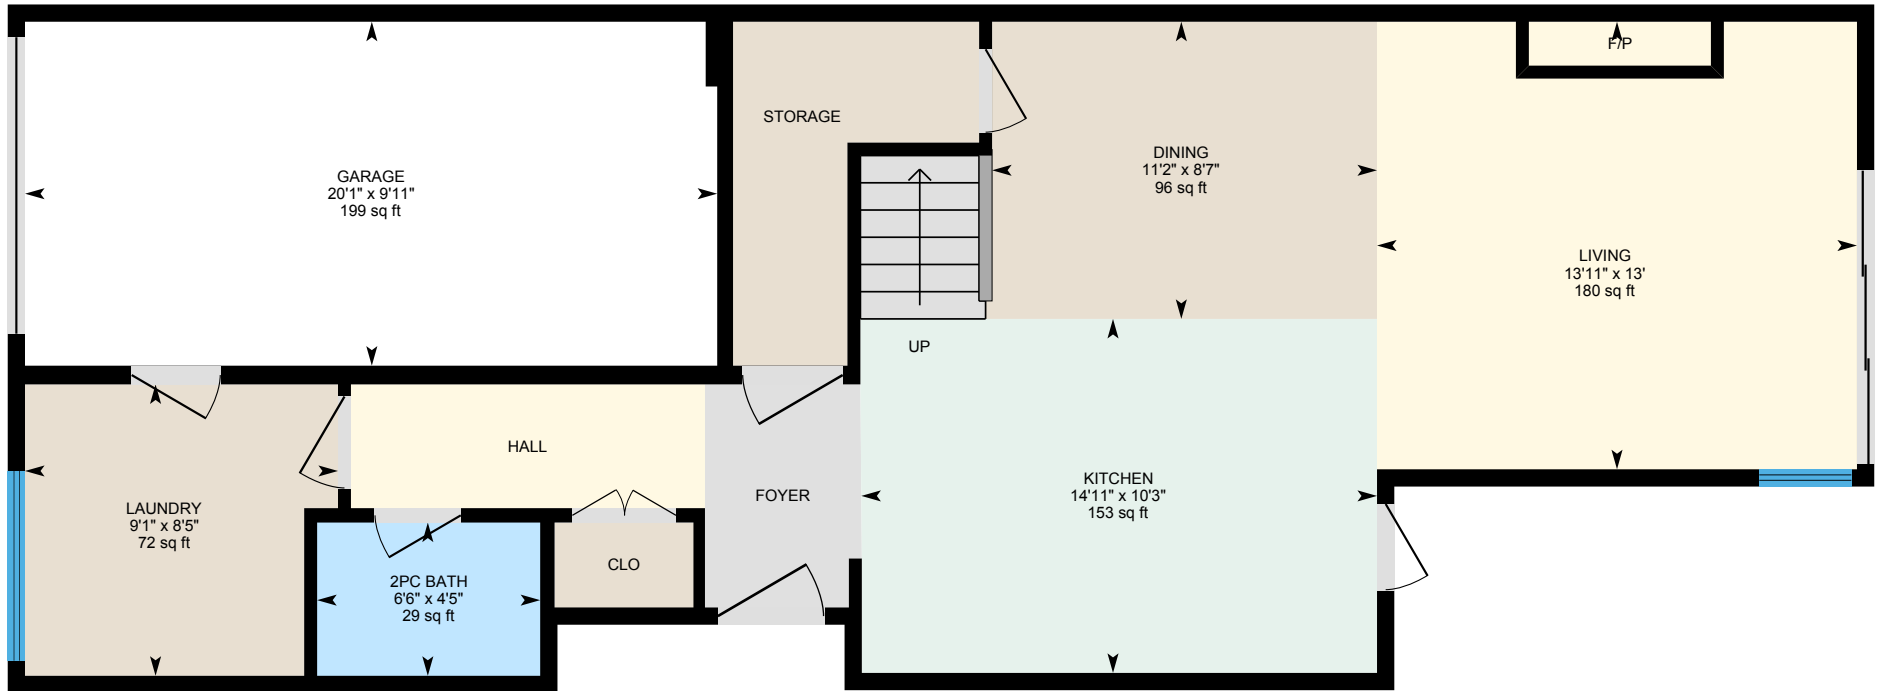 F/P
STORAGE
DINING
11'2" x 8'7"
96 sq ft
GARAGE
20'1" x 9'11"
199 sq ft
LIVING
13'11" x 13'
180 sq ft
UP
HALL
KITCHEN
14'11" x 10'3"
153 sq ft
FOYER
LAUNDRY
9'1" x 8'5"
72 sq ft
CLO
2PC BATH
6'6" x 4'5"
29 sq ft